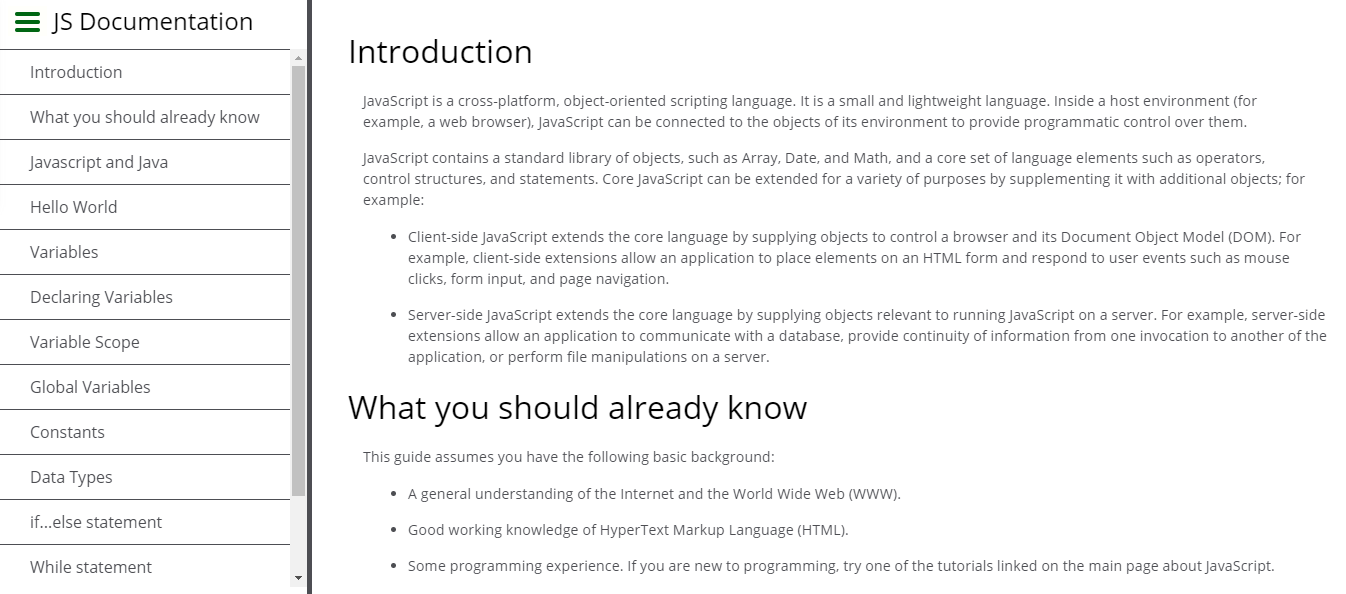 JS Documentation
Introduction
What you should already know
Javascript and Java
Hello World
Variables
Declaring Variables
Variable Scope
Global Variables
Constants
Data Types
if...else statement
While statement
Introduction
JavaScript is a cross-platform, object-oriented scripting language. It is a small and lightweight language. Inside a host environment (for
example, a web browser), JavaScript can be connected to the objects of its environment to provide programmatic control over them.
JavaScript contains a standard library of objects, such as Array, Date, and Math, and a core set of language elements such as operators,
control structures, and statements. Core JavaScript can be extended for a variety of purposes by supplementing it with additional objects; for
example:
• Client-side JavaScript extends the core language by supplying objects to control a browser and its Document Object Model (DOM). For
example, client-side extensions allow an application to place elements on an HTML form and respond to user events such as mouse
clicks, form input, and page navigation.
• Server-side JavaScript extends the core language by supplying objects relevant to running JavaScript on a server. For example, server-side
extensions allow an application to communicate with a database, provide continuity of information from one invocation to another of the
application, or perform file manipulations on a server.
What you should already know
This guide assumes you have the following basic background:
• A general understanding of the Internet and the World Wide Web (WWW).
• Good working knowledge of HyperText Markup Language (HTML).
• Some programming experience. If you are new to programming, try one of the tutorials linked on the main page about JavaScript.